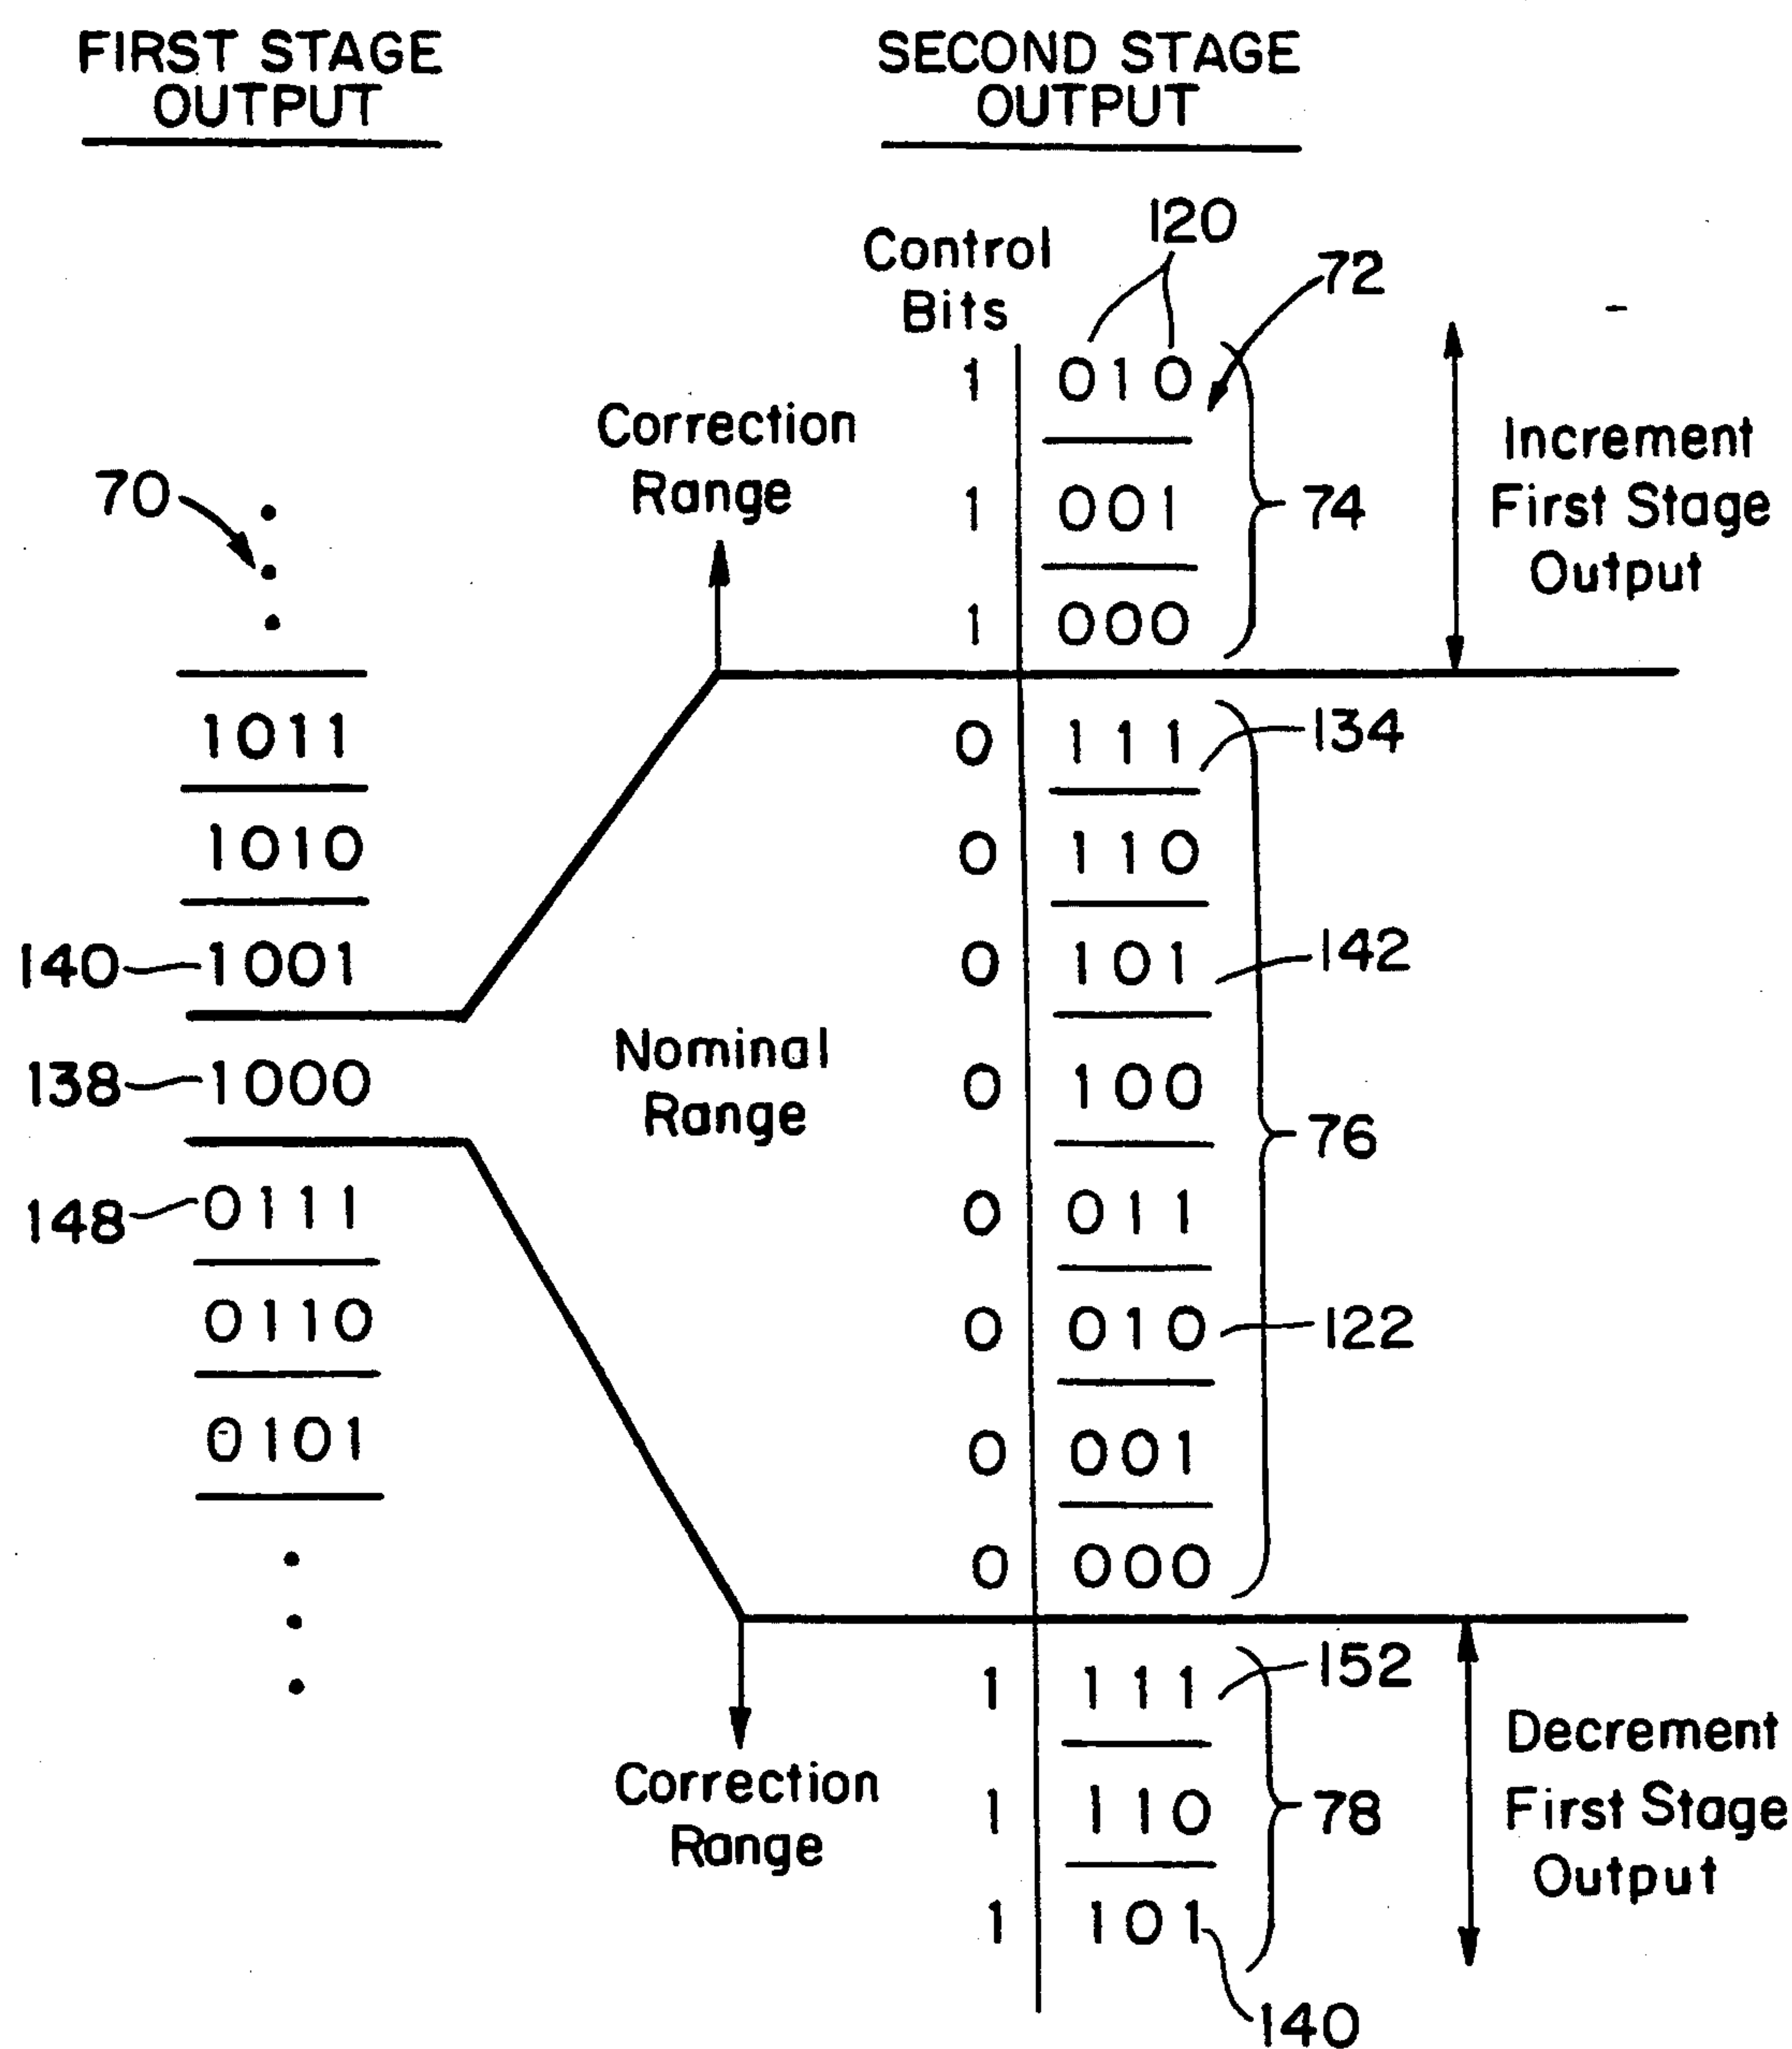 FIRST STAGE
OUTPUT
SECOND STAGE
OUTPUT
Control
Bits
120
72
1 010
Correction
Range
1 001
74
Increment
First Stage
Output
70
1 000
1011
0 111
134
1010
0 110
140
1001
0 101
142
138
1000
Nominal
Range
0 100
76
148
0111
0 011
0110
0 010
122
0101
0 001
0 000
1 111
152
Correction
Range
1 110
78
Decrement
First Stage
Output
1 101
140